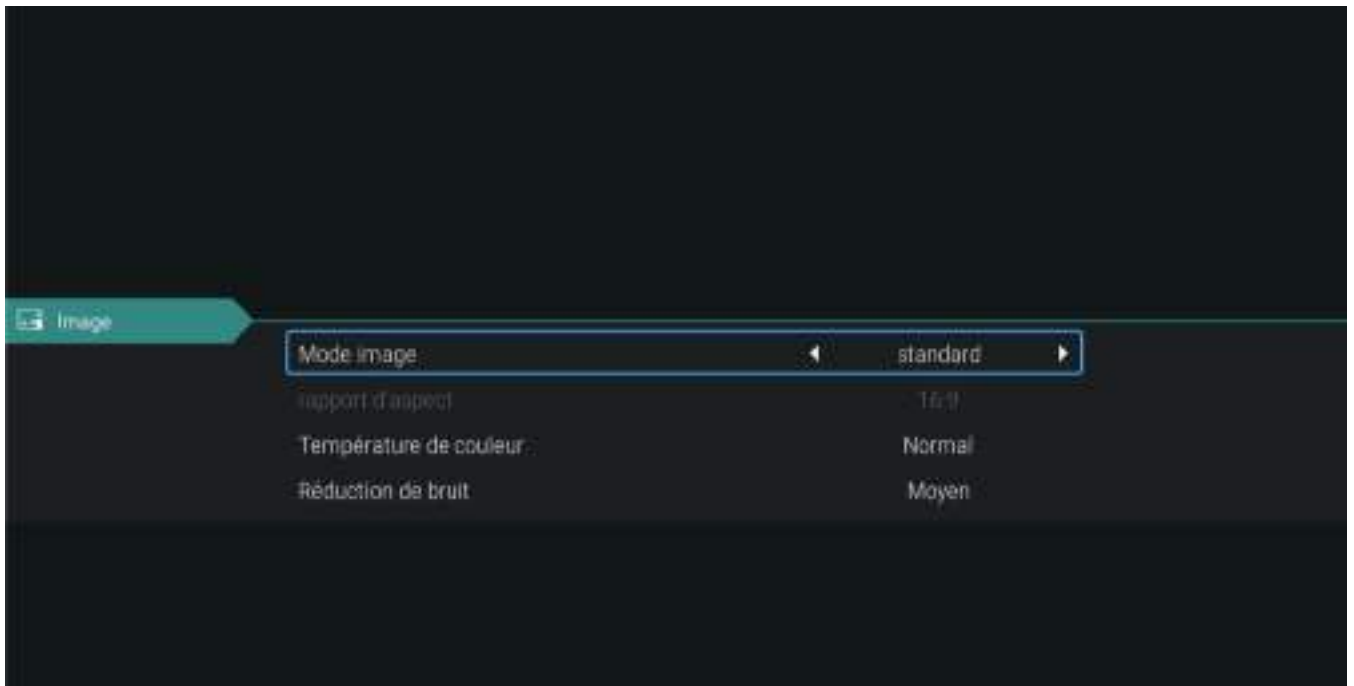 Image
Mode image standard
rapport d'aspect 16:9
Température de couleur Normal
Réduction de bruit Moyen